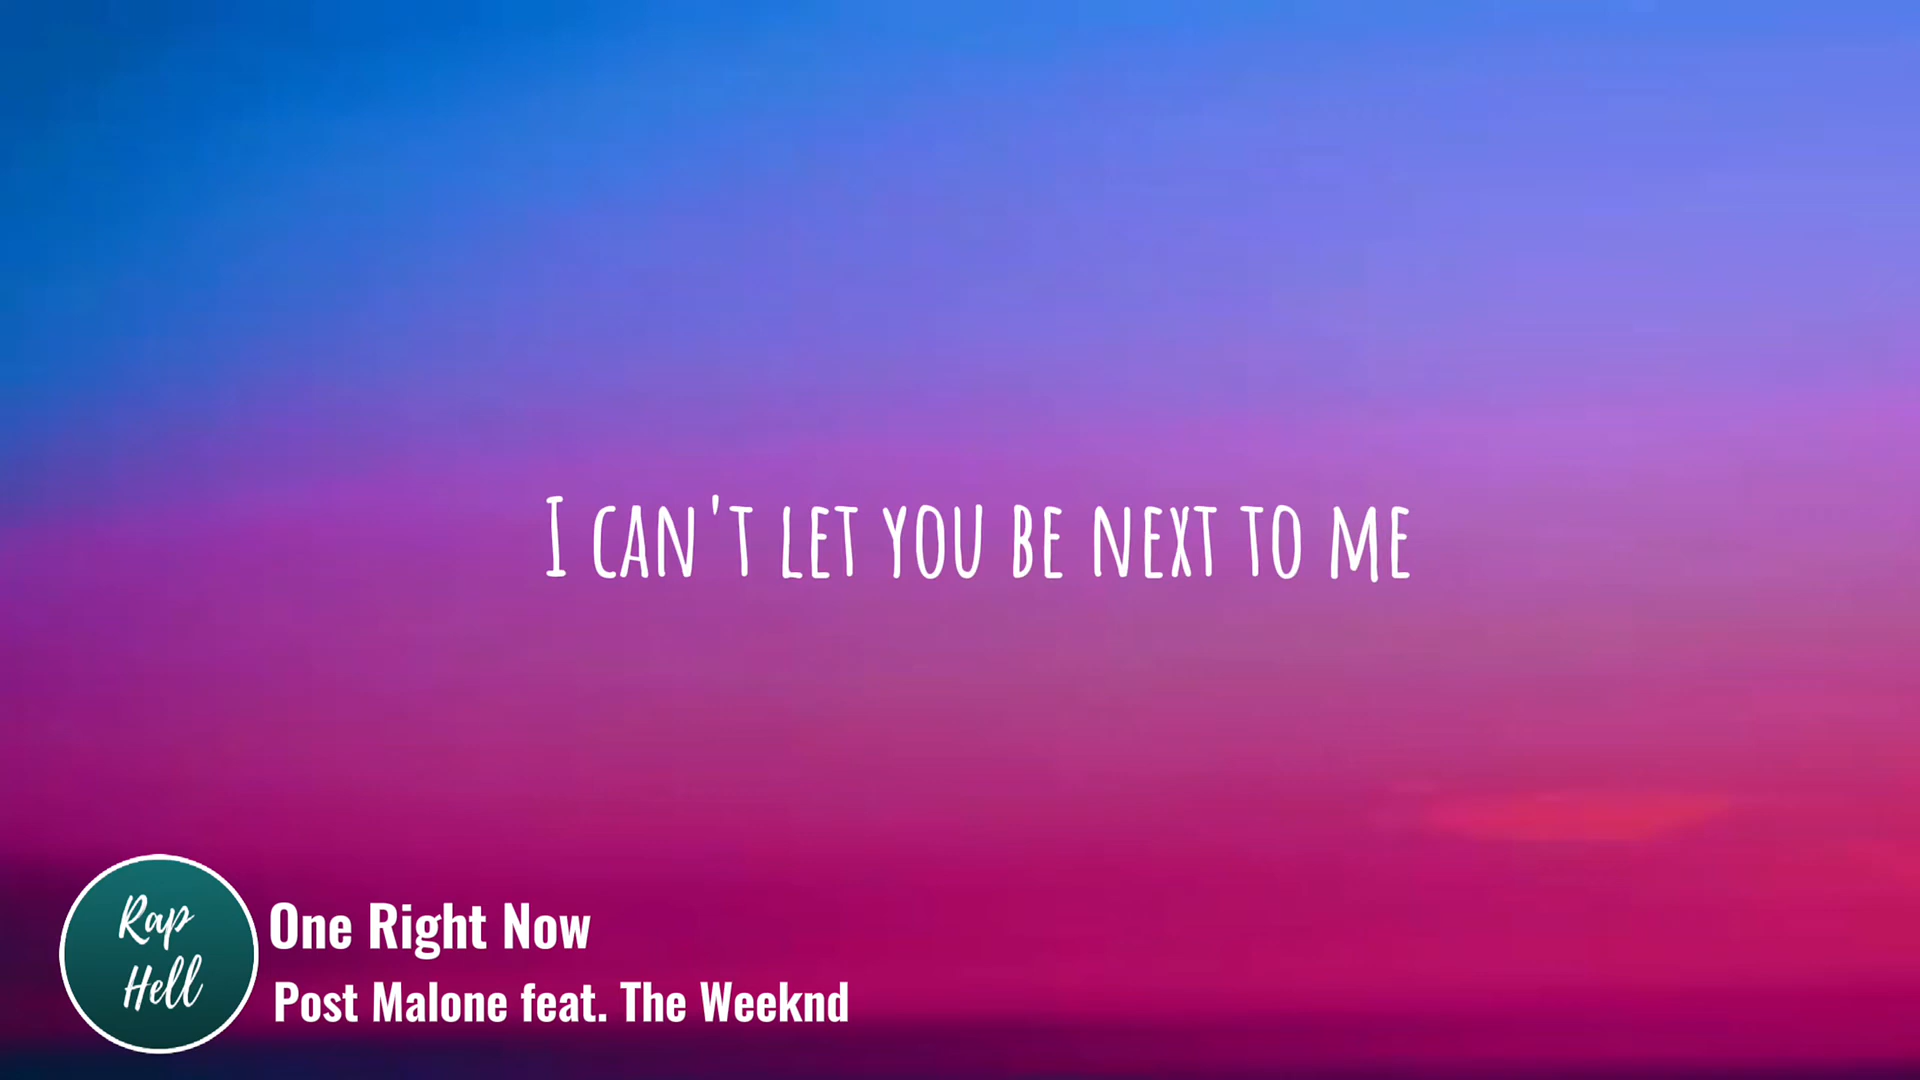 I CAN'T LET YOU BE NEXT TO ME
Rap
Hell
One Right Now
Post Malone feat. The Weeknd